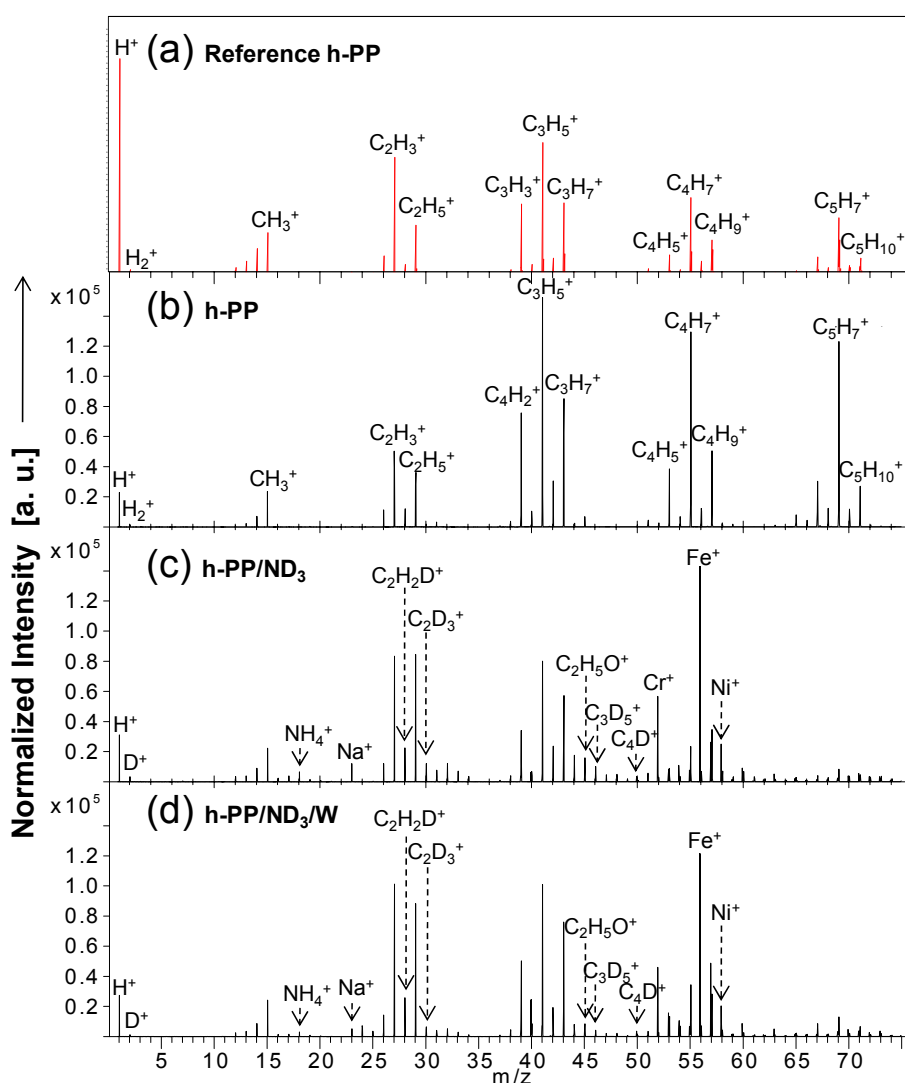 (a) Reference h-PP
H⁺
H₂⁺
CH₃⁺
C₂H₃⁺
C₂H₅⁺
C₃H₃⁺
C₃H₅⁺
C₃H₇⁺
C₄H₅⁺
C₄H₇⁺
C₄H₉⁺
C₅H₇⁺
C₅H₁₀⁺
(b) h-PP
x 10⁵
1.2
1.0
0.8
0.6
0.4
0.2
H⁺
H₂⁺
CH₃⁺
C₂H₃⁺
C₂H₅⁺
C₄H₂⁺
C₃H₅⁺
C₃H₇⁺
C₄H₅⁺
C₄H₇⁺
C₄H₉⁺
C₅H₇⁺
C₅H₁₀⁺
(c) h-PP/ND₃
x 10⁵
1.2
1.0
0.8
0.6
0.4
0.2
H⁺
D⁺
NH₄⁺
Na⁺
C₂H₂D⁺
C₂D₃⁺
C₂H₅O⁺
C₃D₅⁺
C₄D⁺
Cr⁺
Fe⁺
Ni⁺
(d) h-PP/ND₃/W
x 10⁵
1.2
1.0
0.8
0.6
0.4
0.2
H⁺
D⁺
NH₄⁺
Na⁺
C₂H₂D⁺
C₂D₃⁺
C₂H₅O⁺
C₃D₅⁺
C₄D⁺
Fe⁺
Ni⁺
5 10 15 20 25 30 35 40 45 50 55 60 65 70
m/z
Normalized Intensity [a. u.]